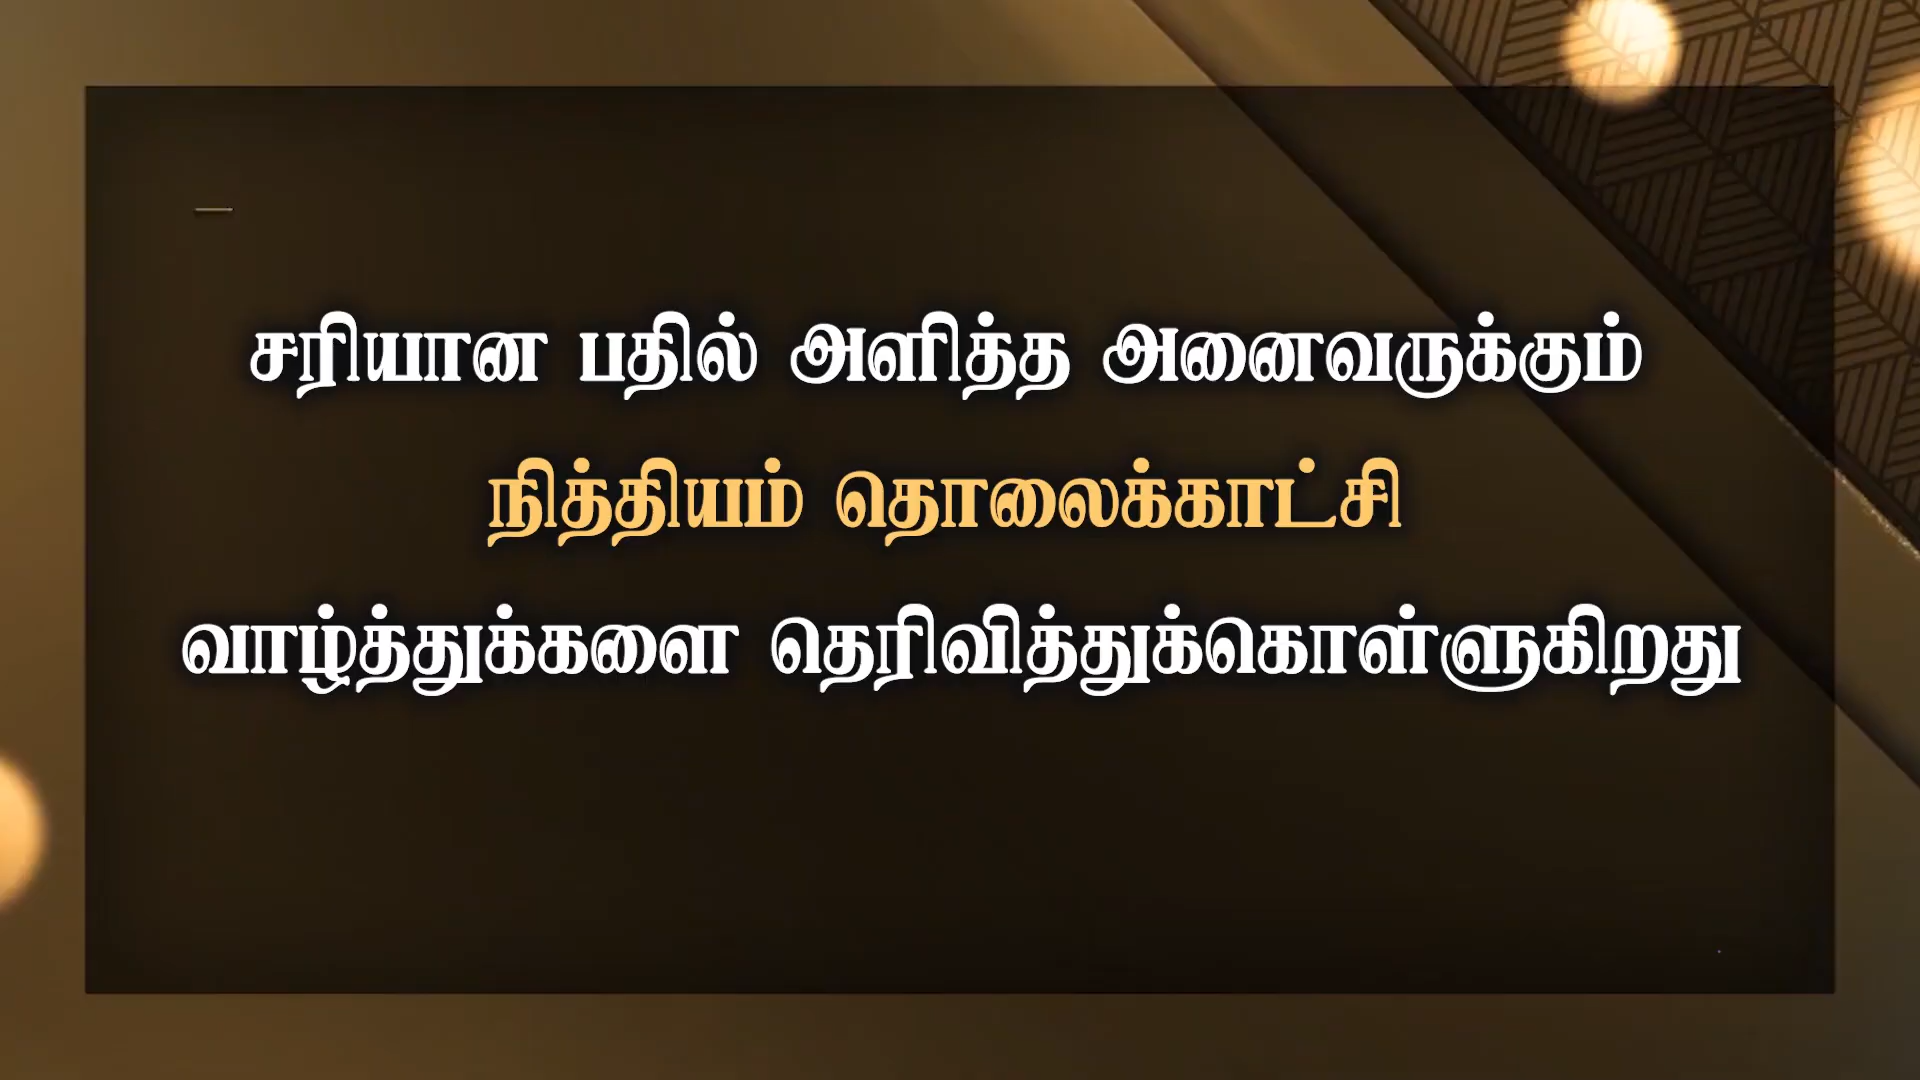 சரியான பதில் அளித்த அனைவருக்கும்
நித்தியம் தொலைக்காட்சி
வாழ்த்துக்களை தெரிவித்துக்கொள்ளுகிறது